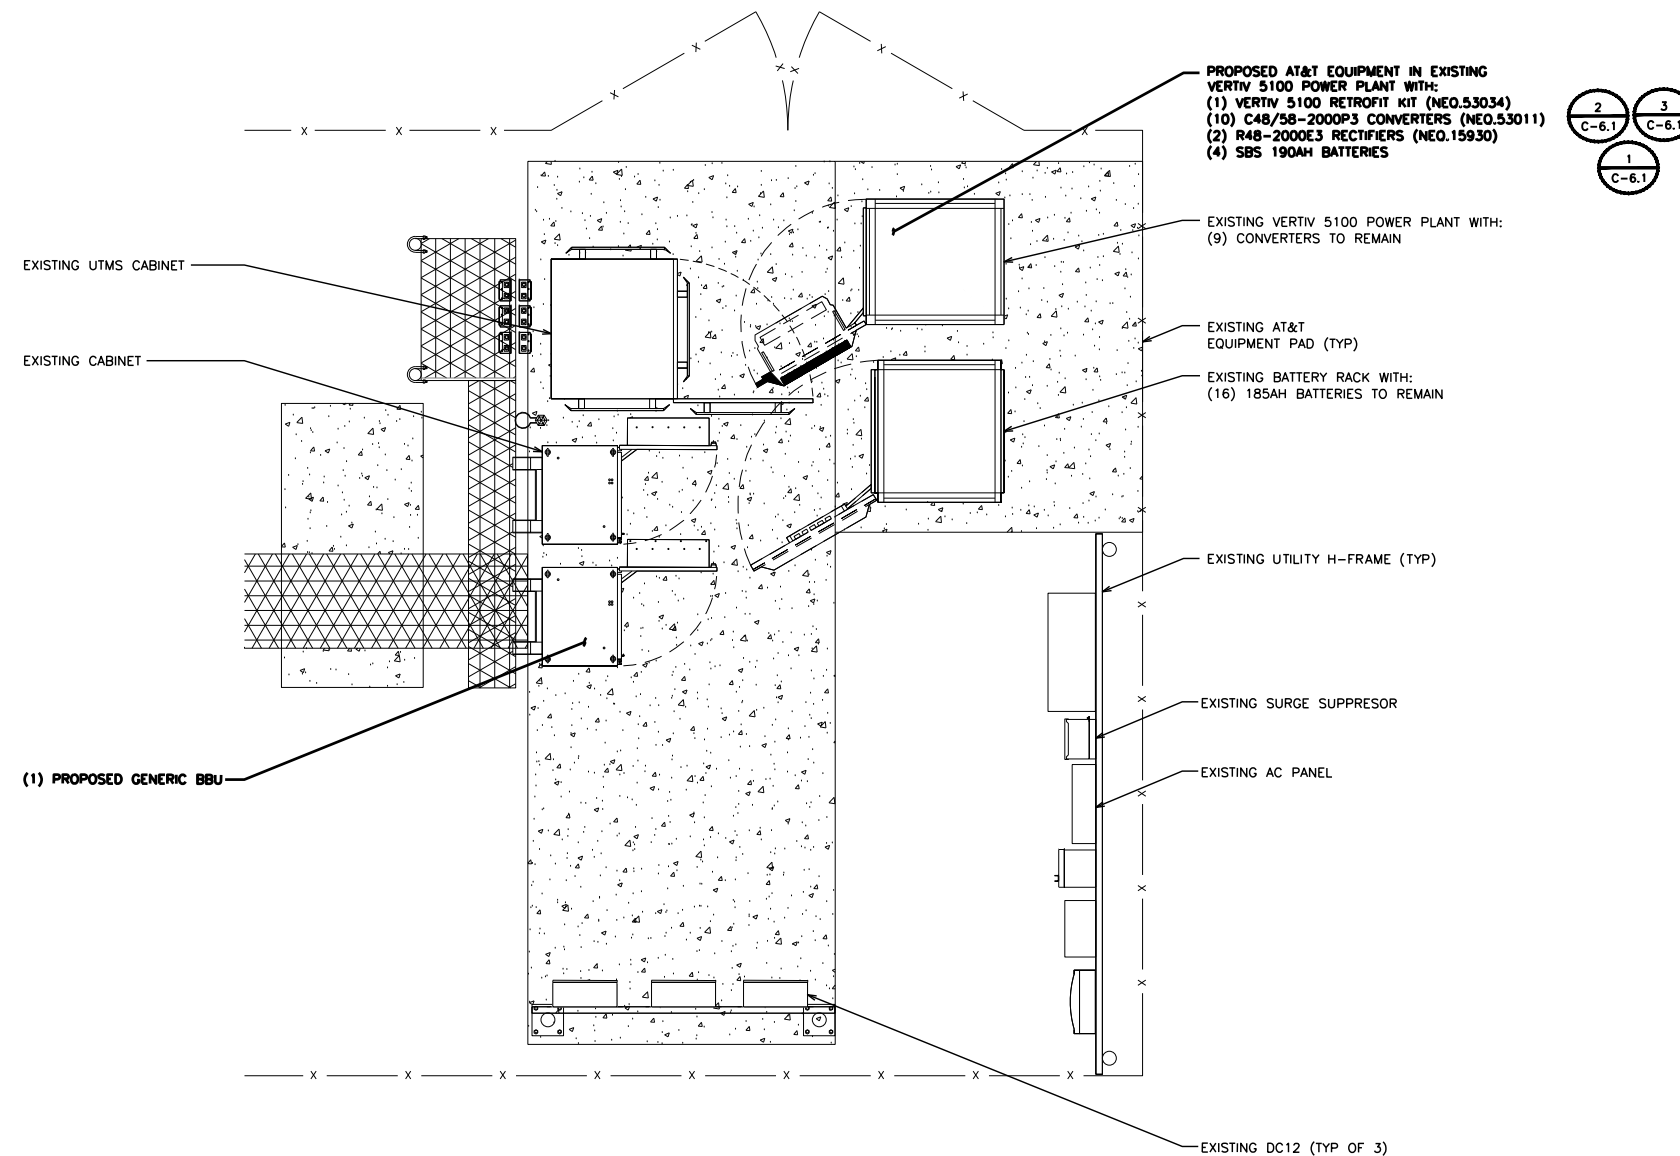 PROPOSED AT&T EQUIPMENT IN EXISTING
VERTIV 5100 POWER PLANT WITH:
(1) VERTIV 5100 RETROFIT KIT (NEQ.53034)
(10) C48/58-2000P3 CONVERTERS (NEQ.53011)
(2) R48-2000E3 RECTIFIERS (NEQ.15930)
(4) SBS 190AH BATTERIES
2
C-6.1
3
C-6.1
1
C-6.1
EXISTING VERTIV 5100 POWER PLANT WITH:
(9) CONVERTERS TO REMAIN
EXISTING UTMS CABINET
EXISTING AT&T
EQUIPMENT PAD (TYP)
EXISTING CABINET
EXISTING BATTERY RACK WITH:
(16) 185AH BATTERIES TO REMAIN
EXISTING UTILITY H-FRAME (TYP)
EXISTING SURGE SUPPRESOR
EXISTING AC PANEL
(1) PROPOSED GENERIC BBU
EXISTING DC12 (TYP OF 3)